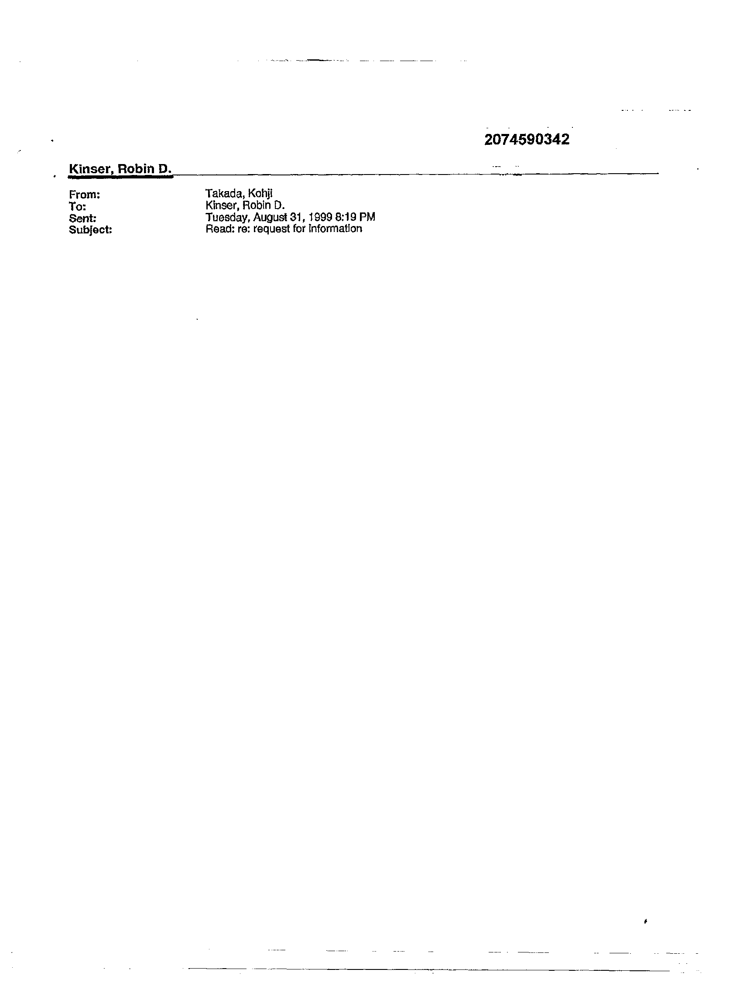 2074590342
Kinser, Robin D.
From: Takada, Kohji
To: Kinser, Robin D.
Sent: Tuesday, August 31, 1999 8:19 PM
Subject: Read: re: request for information